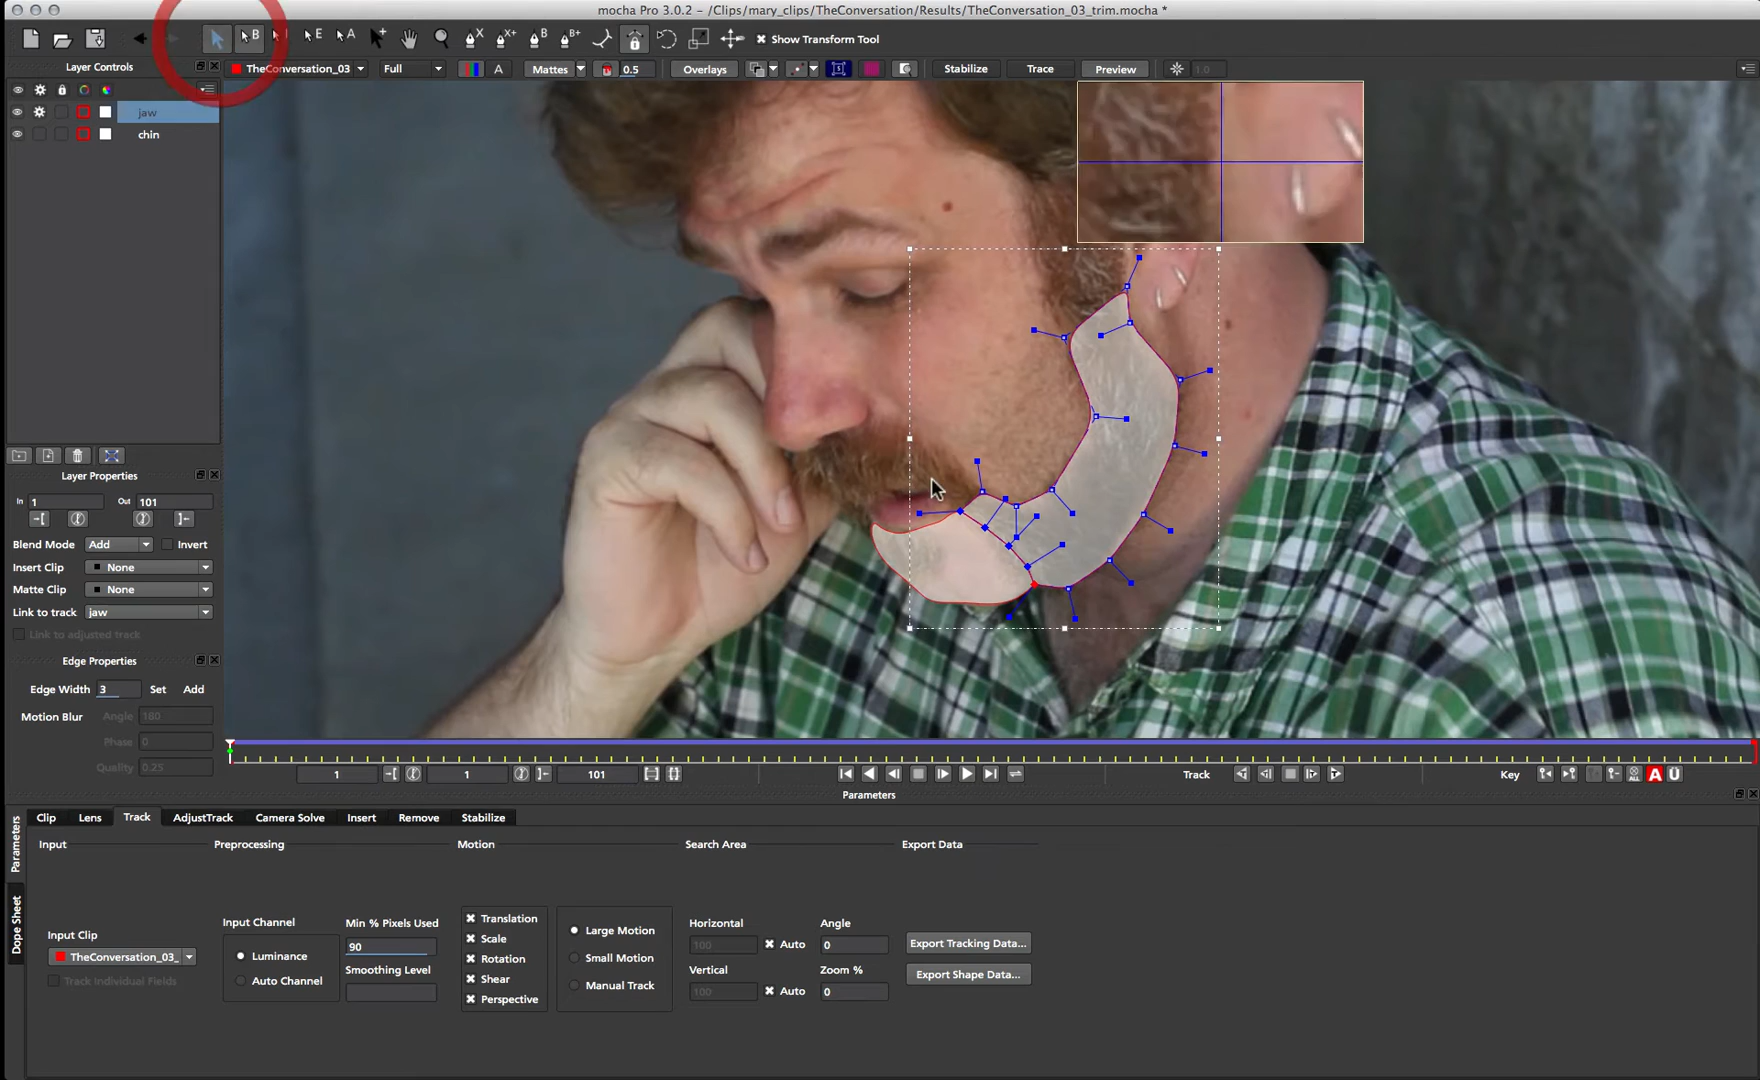 mocha Pro 3.0.2 - /Clips/mary_clips/TheConversation/Results/TheConversation_03_trim.mocha *
B E A X X+ B B+ Show Transform Tool
Layer Controls
TheConversation_03 Full A Mattes 0.5 Overlays Stabilize Trace Preview 1.0
jaw
chin
Layer Properties
In 1 Out 101
Blend Mode Add Invert
Insert Clip None
Matte Clip None
Link to track jaw
Link to adjusted track
Edge Properties
Edge Width 3 Set Add
Motion Blur Angle 180
Phase 0
Quality 0.25
1 1 101 Track Key ALL A Ü
Parameters
Parameters
Dope Sheet
Clip Lens Track AdjustTrack Camera Solve Insert Remove Stabilize
Input Preprocessing Motion Search Area Export Data
Input Clip
TheConversation_03_
Track Individual Fields
Input Channel
Luminance
Auto Channel
Min % Pixels Used
90
Smoothing Level
Translation
Scale
Rotation
Shear
Perspective
Large Motion
Small Motion
Manual Track
Horizontal
100 Auto
Vertical
100 Auto
Angle
0
Zoom %
0
Export Tracking Data...
Export Shape Data...